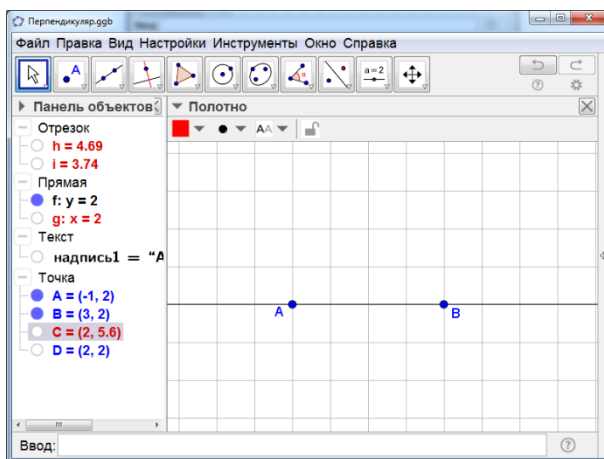 Перпендикуляр.ggb
Файл Правка Вид Настройки Инструменты Окно Справка
A
a=2
Панель объектов
Полотно
AA
Отрезок
h = 4.69
i = 3.74
Прямая
f: y = 2
g: x = 2
Текст
надпись1 = "А
Точка
A = (-1, 2)
B = (3, 2)
C = (2, 5.6)
D = (2, 2)
A
B
Ввод: